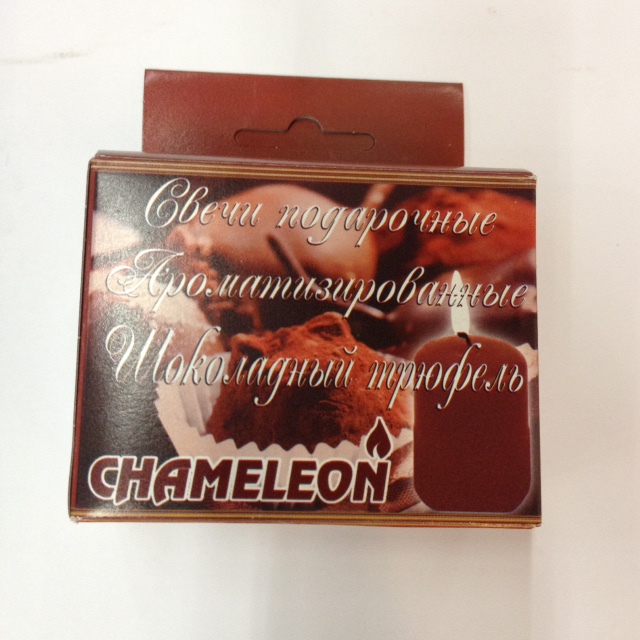 Свечи подарочные
Ароматизированные
Шоколадный трюфель
CHAMELEON